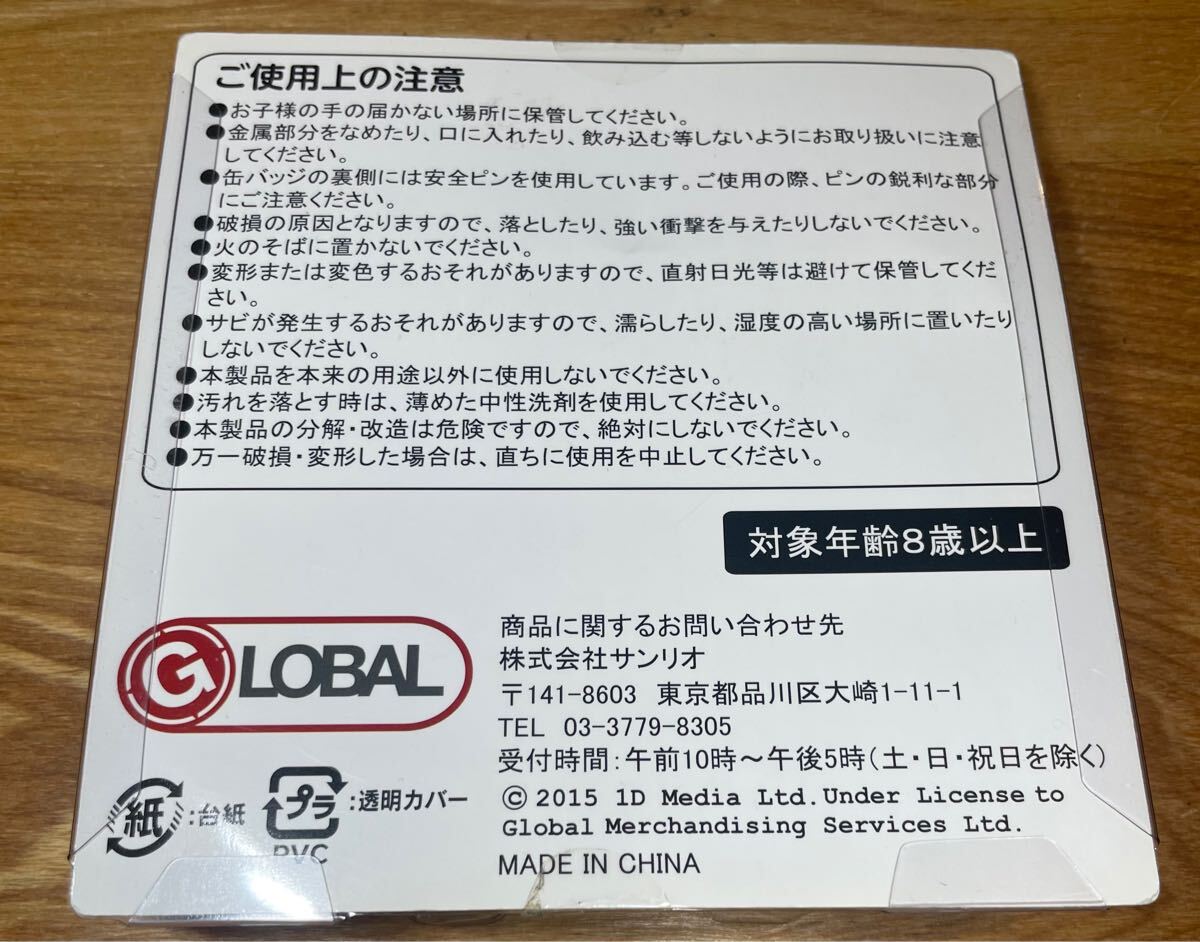 ご使用上の注意
●お子様の手の届かない場所に保管してください。
●金属部分をなめたり、口に入れたり、飲み込む等しないようにお取り扱いに注意
してください。
●缶バッジの裏側には安全ピンを使用しています。ご使用の際、ピンの鋭利な部分
にご注意ください。
●破損の原因となりますので、落としたり、強い衝撃を与えたりしないでください。
●火のそばに置かないでください。
●変形または変色するおそれがありますので、直射日光等は避けて保管してくだ
さい。
●サビが発生するおそれがありますので、濡らしたり、湿度の高い場所に置いたり
しないでください。
●本製品を本来の用途以外に使用しないでください。
●汚れを落とす時は、薄めた中性洗剤を使用してください。
●本製品の分解・改造は危険ですので、絶対にしないでください。
●万一破損・変形した場合は、直ちに使用を中止してください。
対象年齢8歳以上
GLOBAL
紙:台紙
プラ:透明カバー
PVC
商品に関するお問い合わせ先
株式会社サンリオ
〒141-8603 東京都品川区大崎1-11-1
TEL 03-3779-8305
受付時間:午前10時〜午後5時(土・日・祝日を除く)
© 2015 1D Media Ltd. Under License to
Global Merchandising Services Ltd.
MADE IN CHINA